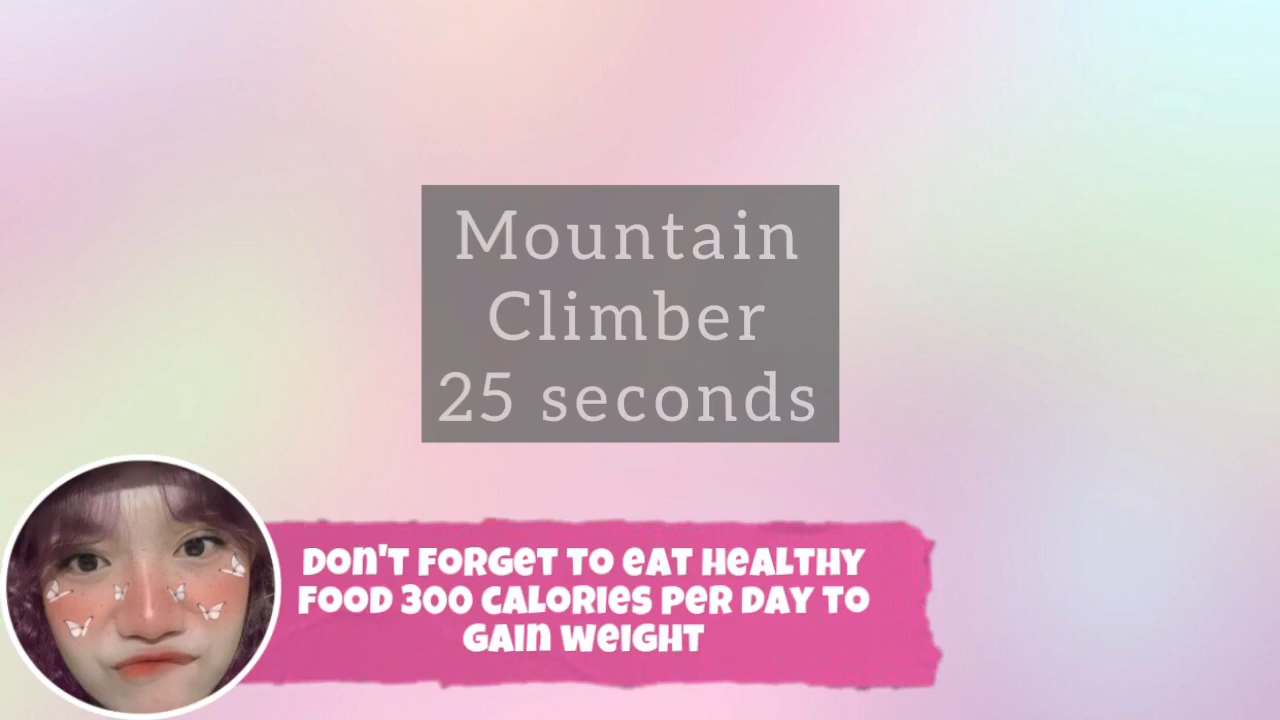 Mountain
Climber
25 seconds
Don't forget to eat healthy
food 300 calories per day to
gain weight